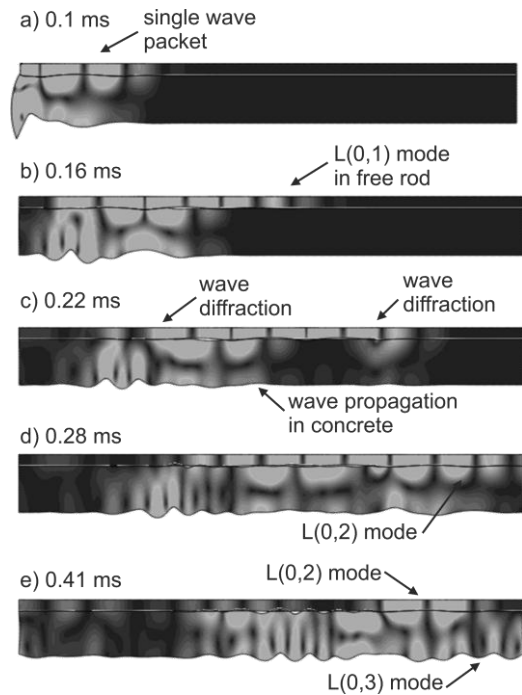 a) 0.1 ms
single wave
packet
b) 0.16 ms
L(0,1) mode
in free rod
c) 0.22 ms
wave
diffraction
wave
diffraction
wave propagation
in concrete
d) 0.28 ms
L(0,2) mode
L(0,2) mode
e) 0.41 ms
L(0,3) mode